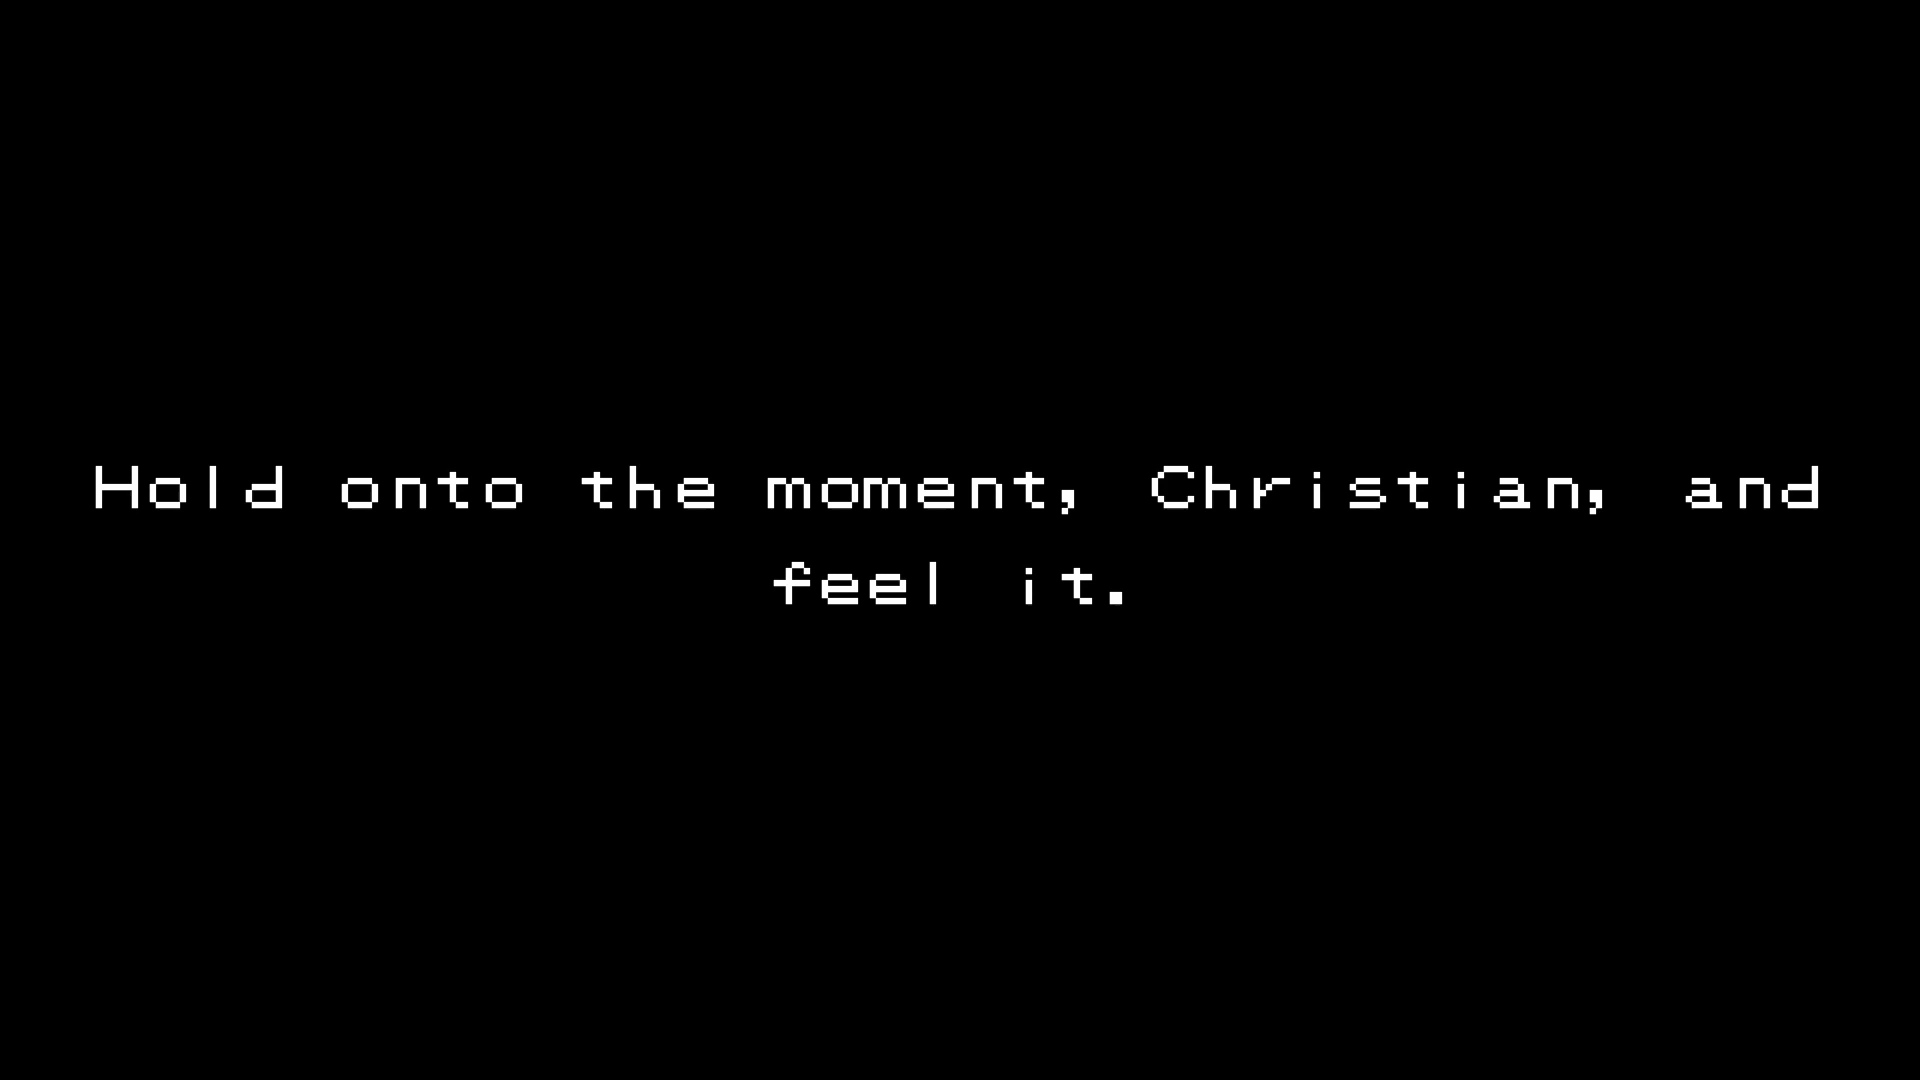 Hold onto the moment, Christian, and
feel it.